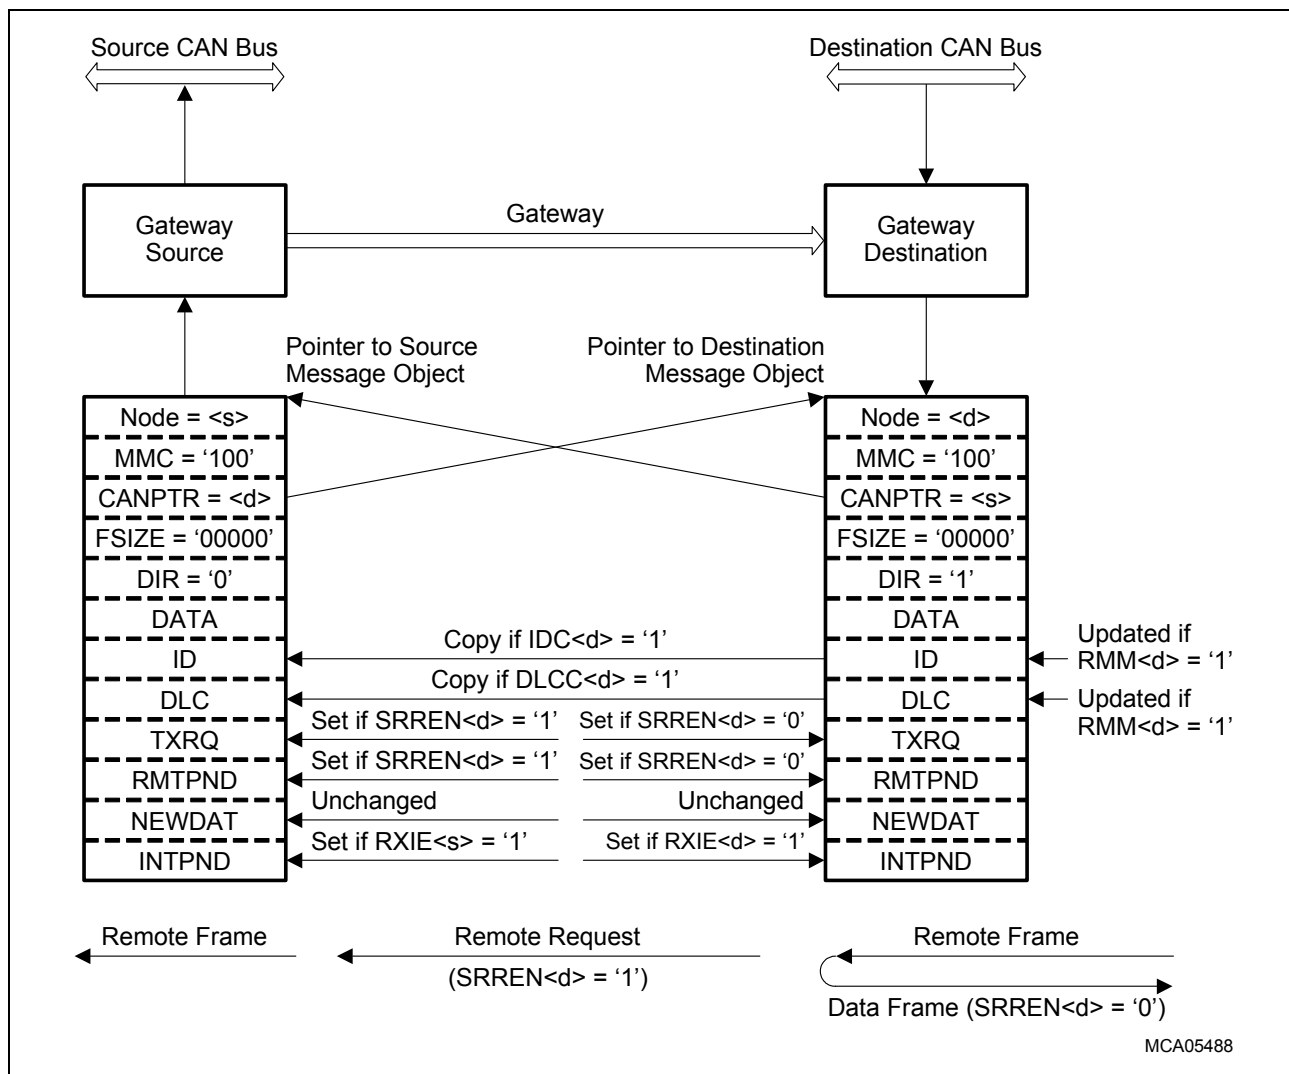 Source CAN Bus
Destination CAN Bus
Gateway
Source
Gateway
Gateway
Destination
Pointer to Source
Message Object
Pointer to Destination
Message Object
Node = <s>
MMC = ‘100’
CANPTR = <d>
FSIZE = ‘00000’
DIR = ‘0’
DATA
ID
DLC
TXRQ
RMTPND
NEWDAT
INTPND
Copy if IDC<d> = ‘1’
Copy if DLCC<d> = ‘1’
Set if SRREN<d> = ‘1’
Set if SRREN<d> = ‘0’
Set if SRREN<d> = ‘1’
Set if SRREN<d> = ‘0’
Unchanged
Unchanged
Set if RXIE<s> = ‘1’
Set if RXIE<d> = ‘1’
Node = <d>
MMC = ‘100’
CANPTR = <s>
FSIZE = ‘00000’
DIR = ‘1’
DATA
ID
DLC
TXRQ
RMTPND
NEWDAT
INTPND
Updated if
RMM<d> = ‘1’
Updated if
RMM<d> = ‘1’
Remote Frame
Remote Request
(SRREN<d> = ‘1’)
Remote Frame
Data Frame (SRREN<d> = ‘0’)
MCA05488